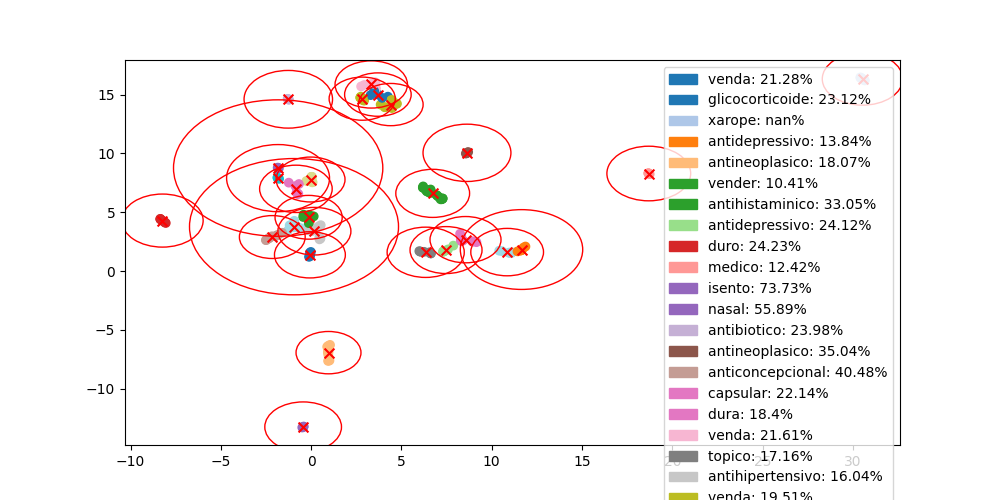 venda: 21.28%
glicocorticoide: 23.12%
xarope: nan%
antidepressivo: 13.84%
antineoplasico: 18.07%
vender: 10.41%
antihistaminico: 33.05%
antidepressivo: 24.12%
duro: 24.23%
medico: 12.42%
isento: 73.73%
nasal: 55.89%
antibiotico: 23.98%
antineoplasico: 35.04%
anticoncepcional: 40.48%
capsular: 22.14%
dura: 18.4%
venda: 21.61%
topico: 17.16%
antihipertensivo: 16.04%
venda: 19.51%
15
10
5
0
−5
−10
−10 −5 0 5 10 15 20 25 30